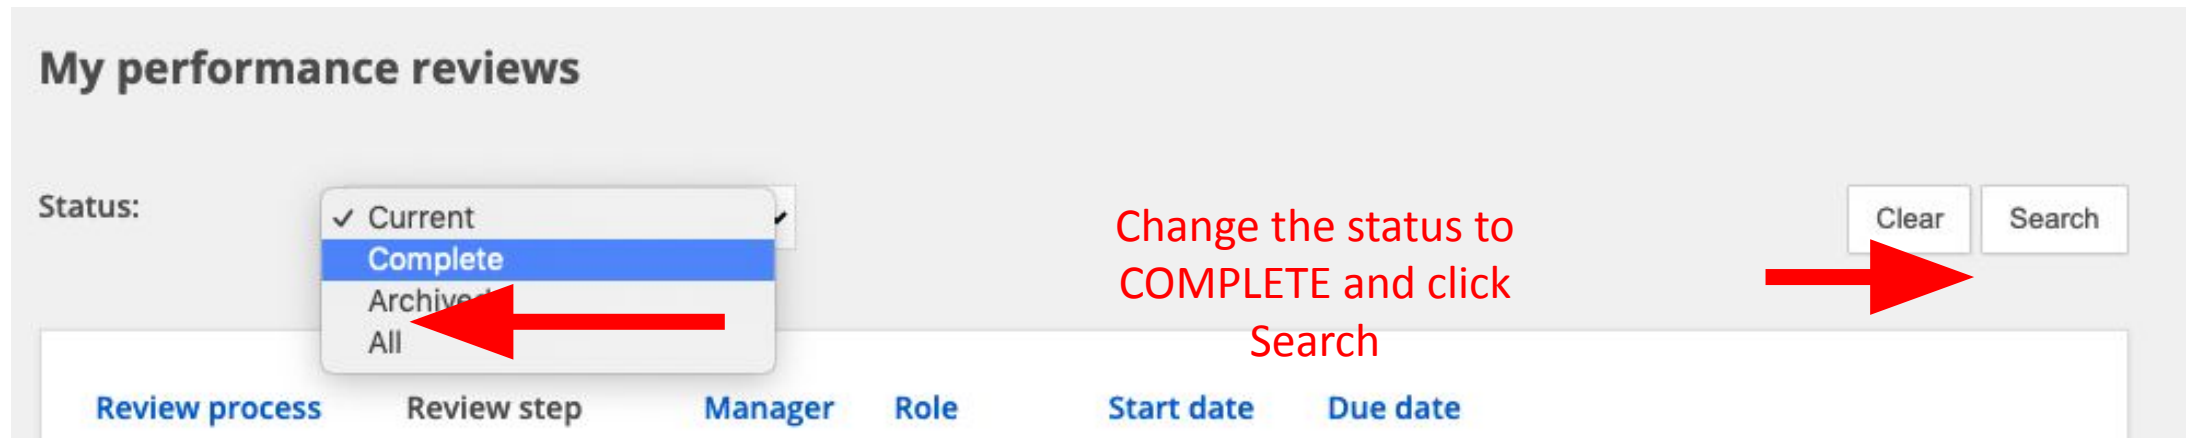 My performance reviews
Status:
✓ Current
Complete
Archived
All
Change the status to
COMPLETE and click
Search
Clear
Search
Review process
Review step
Manager
Role
Start date
Due date